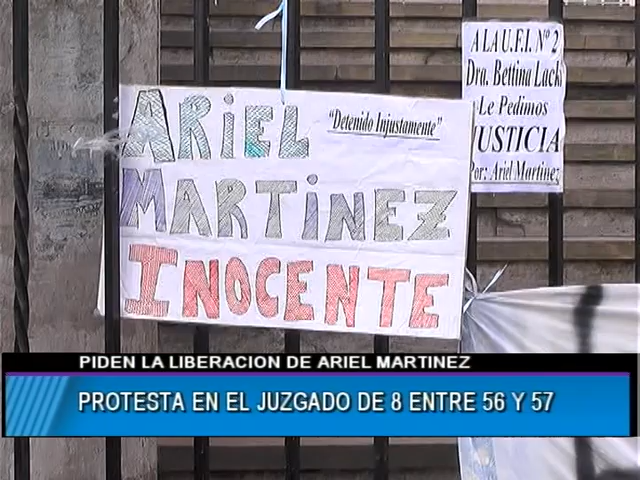 ARIEL
"Detenido Injustamente"
MARTINEZ
INOCENTE
A LA U.F.I. Nº 2
Dra. Bettina Lacki
Le Pedimos
JUSTICIA
Por: Ariel Martinez
PIDEN LA LIBERACION DE ARIEL MARTINEZ
PROTESTA EN EL JUZGADO DE 8 ENTRE 56 Y 57